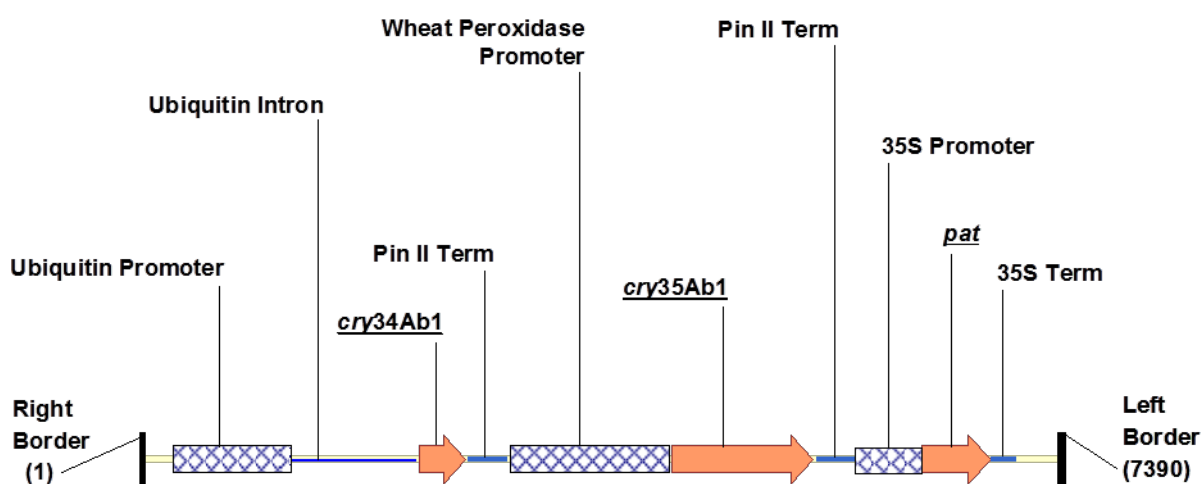 Wheat Peroxidase
Promoter
Pin II Term
Ubiquitin Intron
35S Promoter
pat
Ubiquitin Promoter
Pin II Term
cry35Ab1
35S Term
cry34Ab1
Right
Border
(1)
Left
Border
(7390)